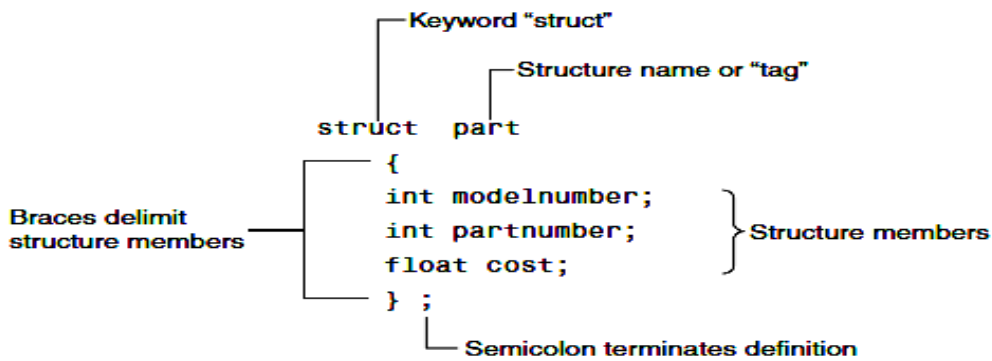 Keyword “struct”
Structure name or “tag”
struct part
{
int modelnumber;
int partnumber;
float cost;
} ;
Braces delimit
structure members
Structure members
Semicolon terminates definition